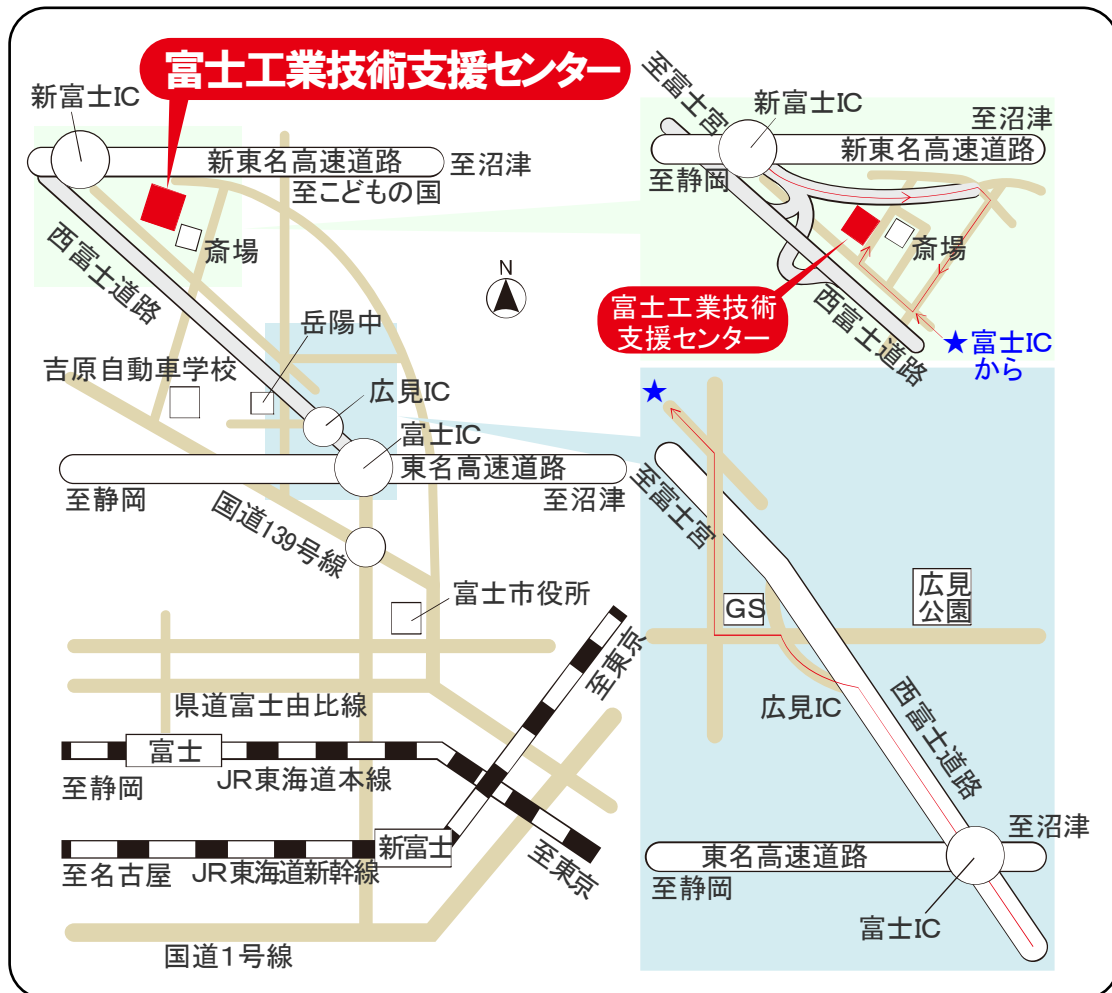 富士工業技術支援センター
新富士IC
新東名高速道路
至沼津
至こどもの国
斎場
西富士道路
N
岳陽中
吉原自動車学校
広見IC
富士IC
東名高速道路
至静岡
至沼津
国道139号線
富士市役所
至東京
県道富士由比線
富士
至静岡
JR東海道本線
新富士
至名古屋
JR東海道新幹線
至東京
国道1号線
至富士宮
新富士IC
至沼津
新東名高速道路
至静岡
斎場
富士工業技術
支援センター
西富士道路
★富士IC
から
★
至富士宮
GS
広見
公園
広見IC
西富士道路
至沼津
東名高速道路
至静岡
富士IC